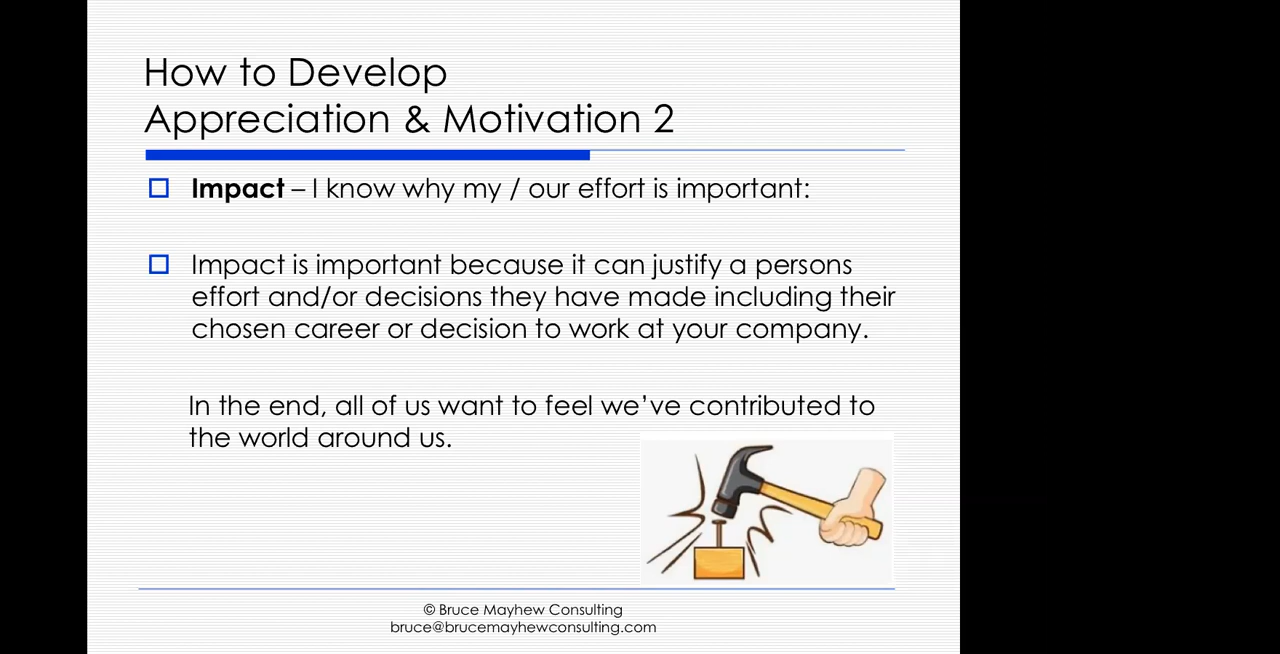 How to Develop
Appreciation & Motivation 2
Impact – I know why my / our effort is important:
Impact is important because it can justify a persons
effort and/or decisions they have made including their
chosen career or decision to work at your company.
In the end, all of us want to feel we’ve contributed to
the world around us.
© Bruce Mayhew Consulting
bruce@brucemayhewconsulting.com